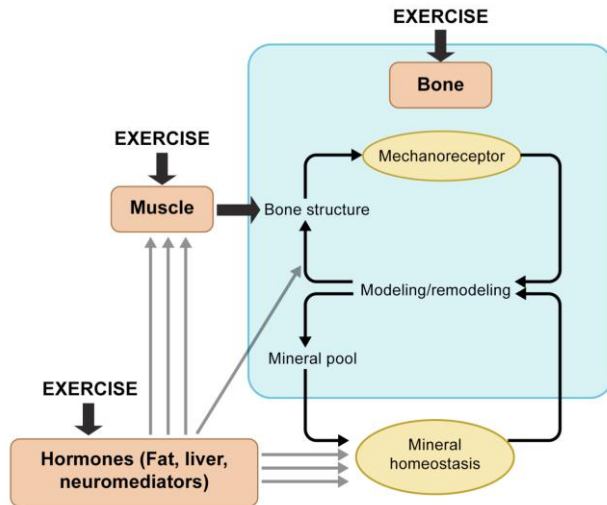 EXERCISE
Bone
EXERCISE
Mechanoreceptor
Muscle
Bone structure
Modeling/remodeling
Mineral pool
EXERCISE
Hormones (Fat, liver,
neuromediators)
Mineral
homeostasis